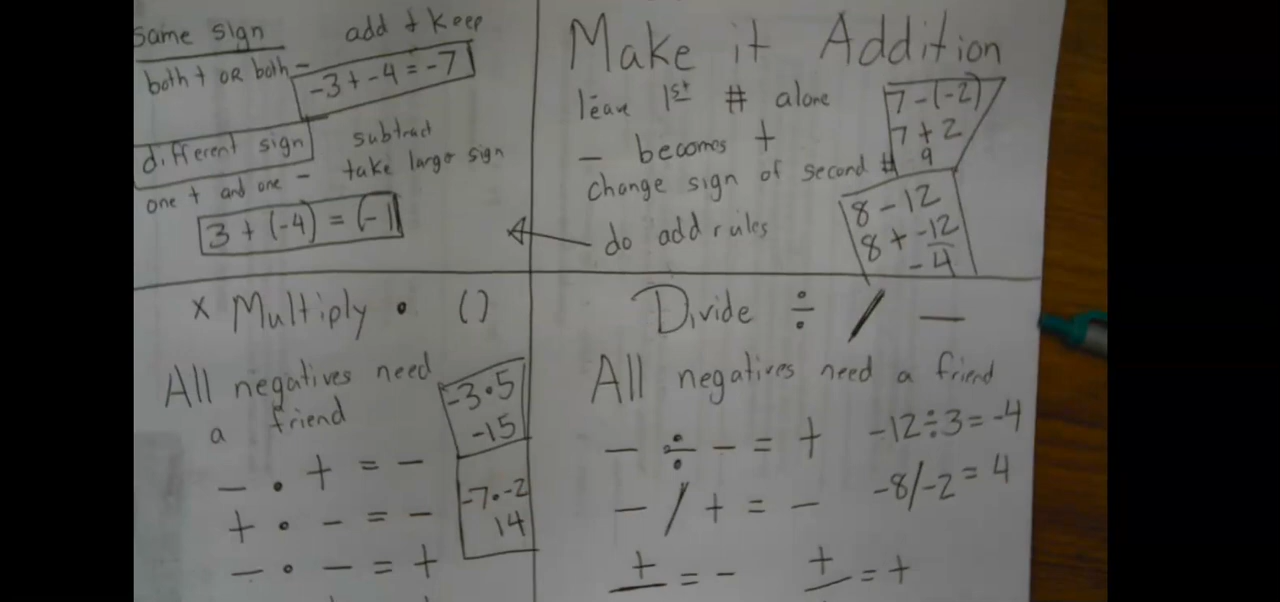 same sign add + keep
both + OR both -
-3 + -4 = -7
different sign subtract
one + and one - take larger sign
3 + (-4) = (-1
Make it Addition
leave 1st # alone
- becomes +
change sign of second #
do add rules
7 - (-2)
7 + 2
9
8 - 12
8 + -12
-4
x Multiply • ()
All negatives need
a friend
- • + = -
+ • - = -
- • - = +
-3•5
-15
-7•-2
14
Divide ÷ / —
All negatives need a friend
- ÷ - = +
- / + = -
+
— = -
+
— = +
-12÷3=-4
-8/-2=4